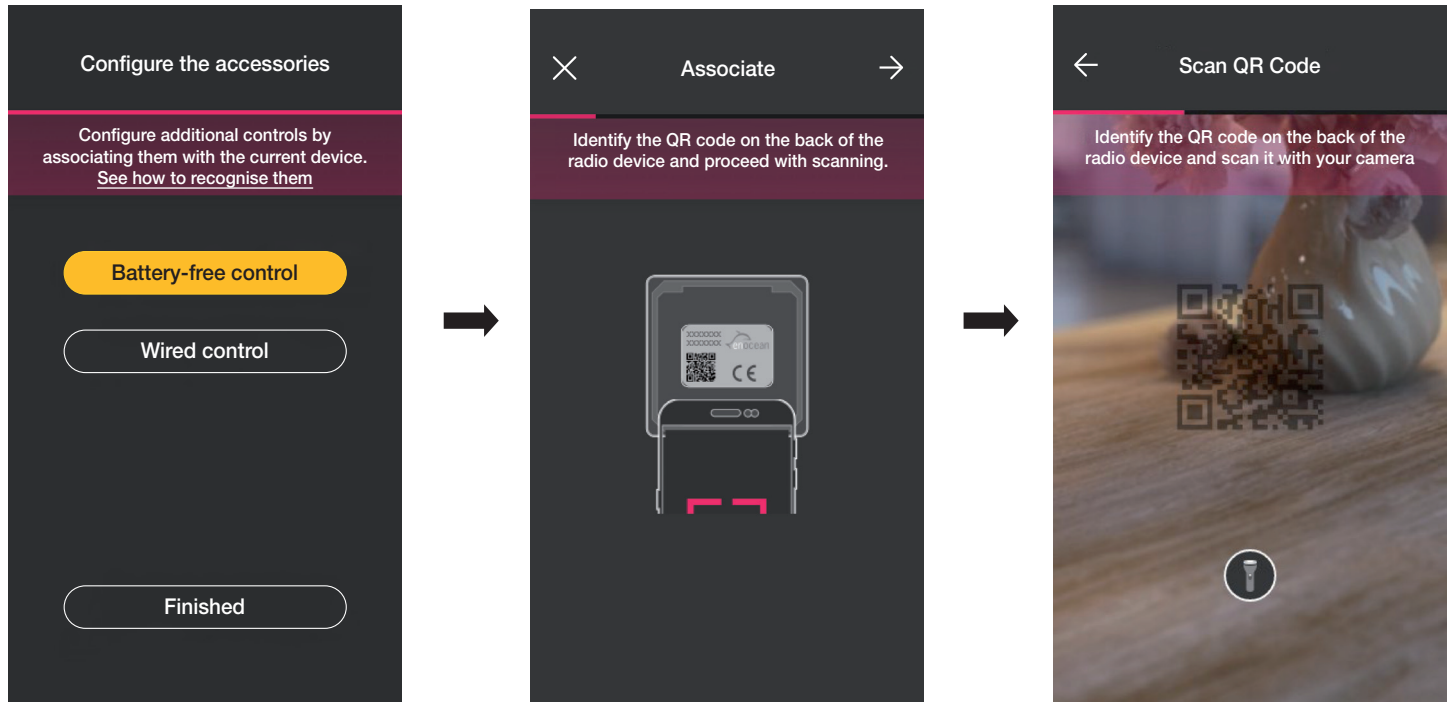 Configure the accessories
Configure additional controls by
associating them with the current device.
See how to recognise them
Battery-free control
Wired control
Finished
Associate
Identify the QR code on the back of the
radio device and proceed with scanning.
XXXXXXX
XXXXXXX
enocean
CE
Scan QR Code
Identify the QR code on the back of the
radio device and scan it with your camera